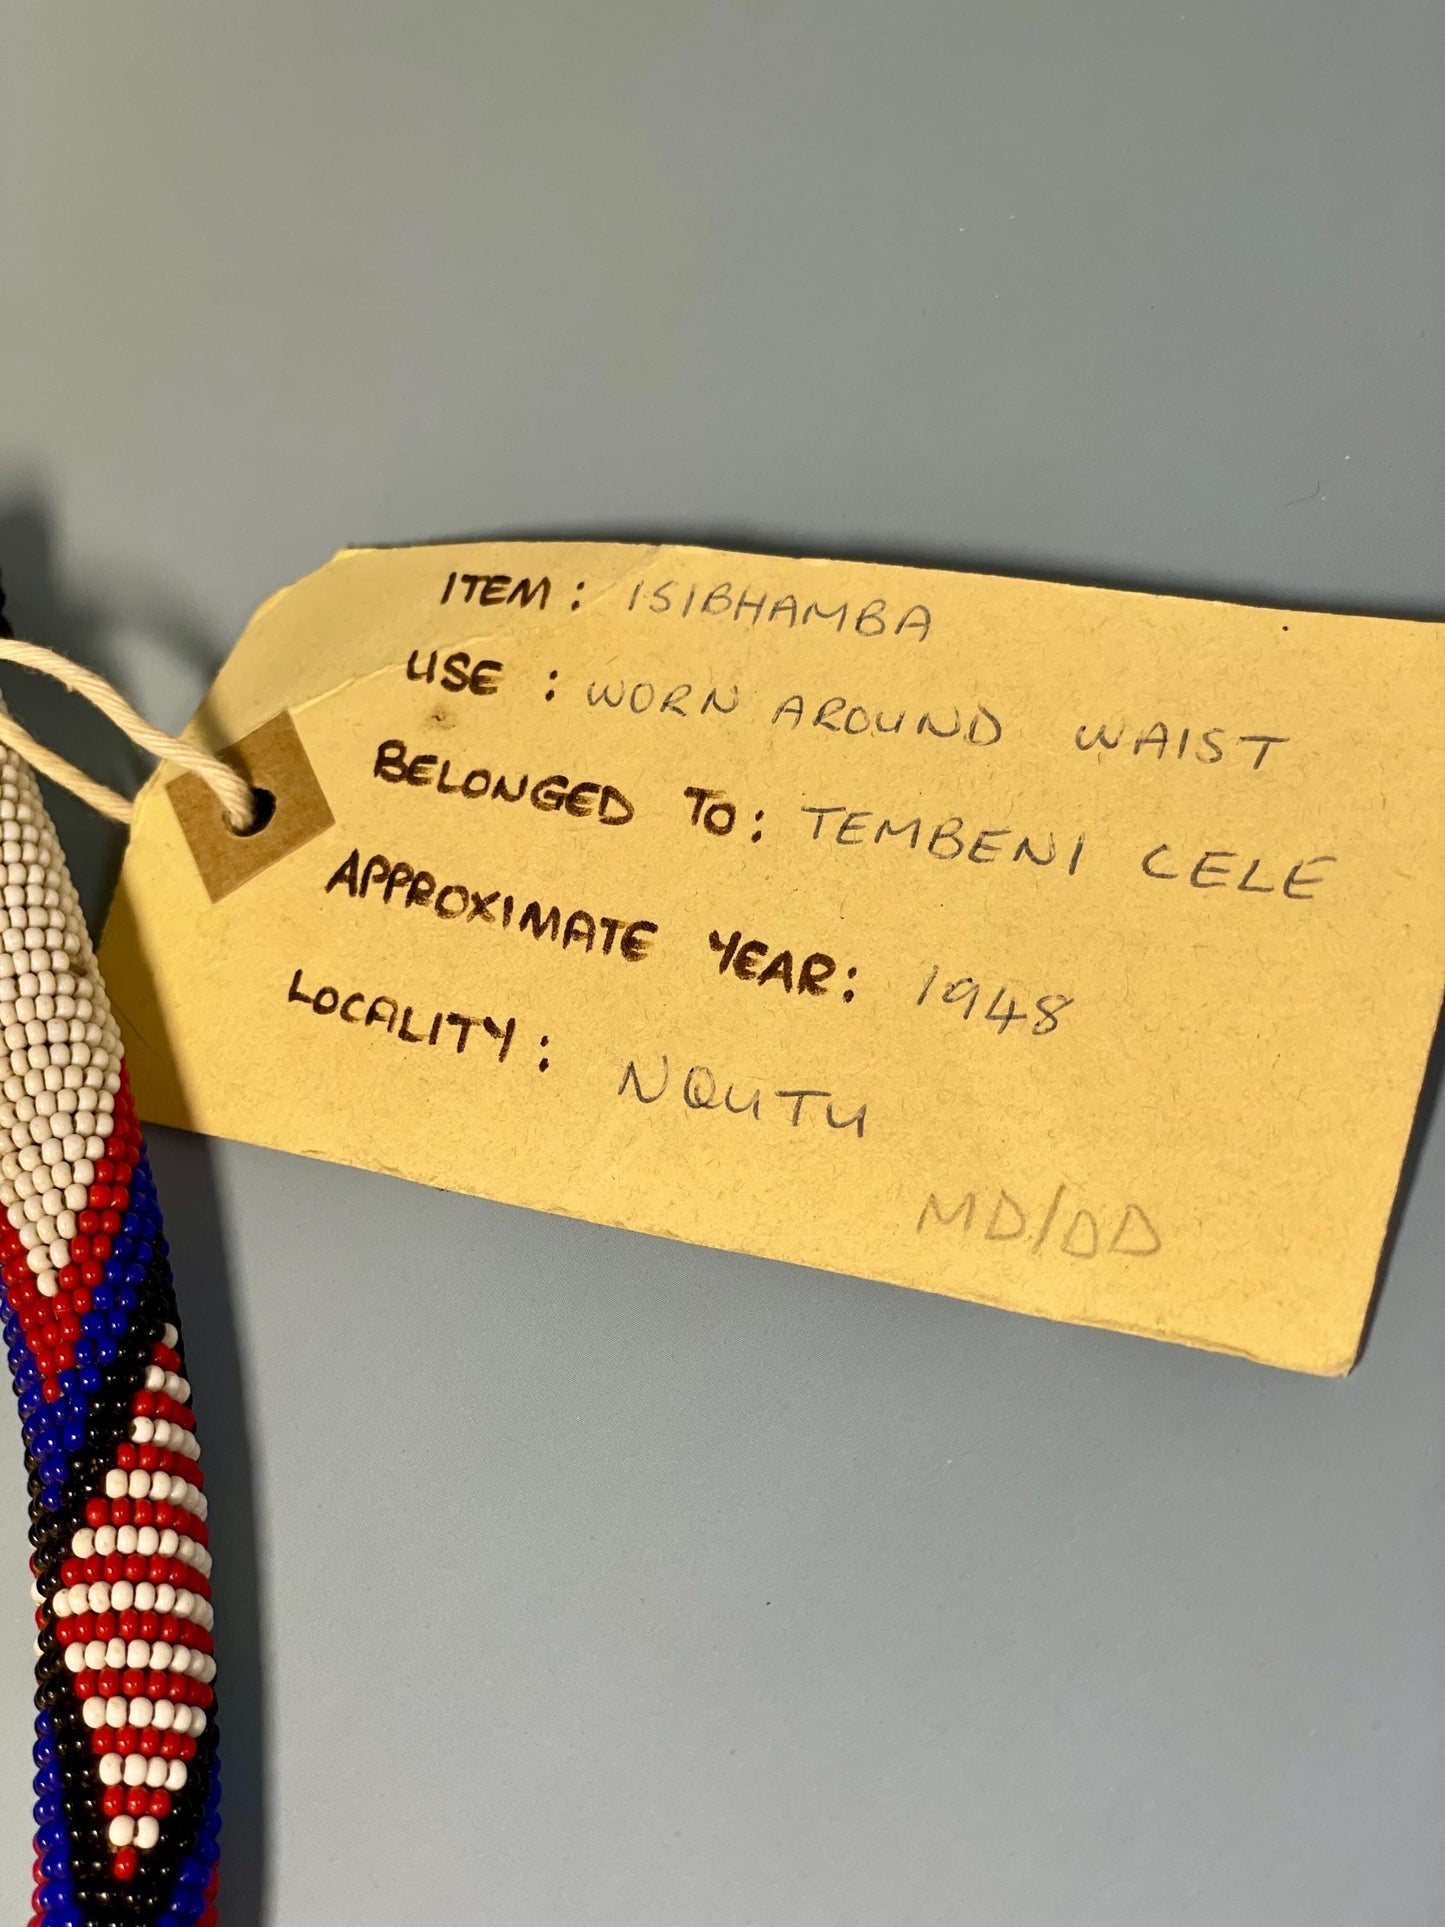 ITEM: ISIBHAMBA
USE : WORN AROUND WAIST
BELONGED TO: TEMBENI CELE
APPROXIMATE YEAR: 1948
LOCALITY: NQUTU
MD/DD